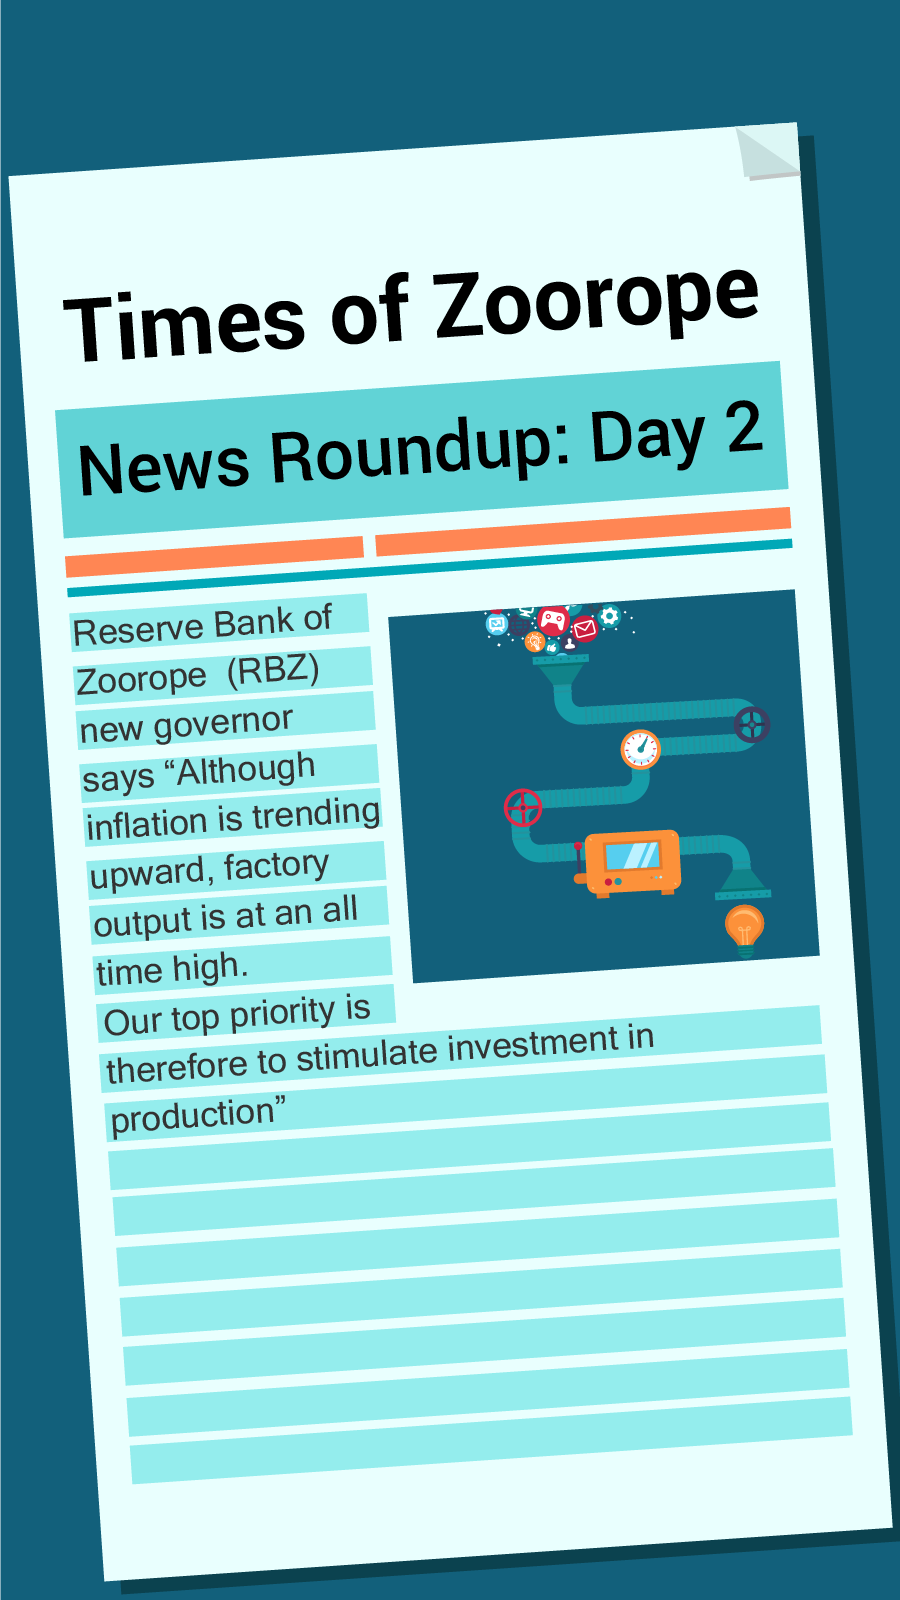 Times of Zoorope
News Roundup: Day 2
Reserve Bank of
Zoorope (RBZ)
new governor
says “Although
inflation is trending
upward, factory
output is at an all
time high.
Our top priority is
therefore to stimulate investment in
production”